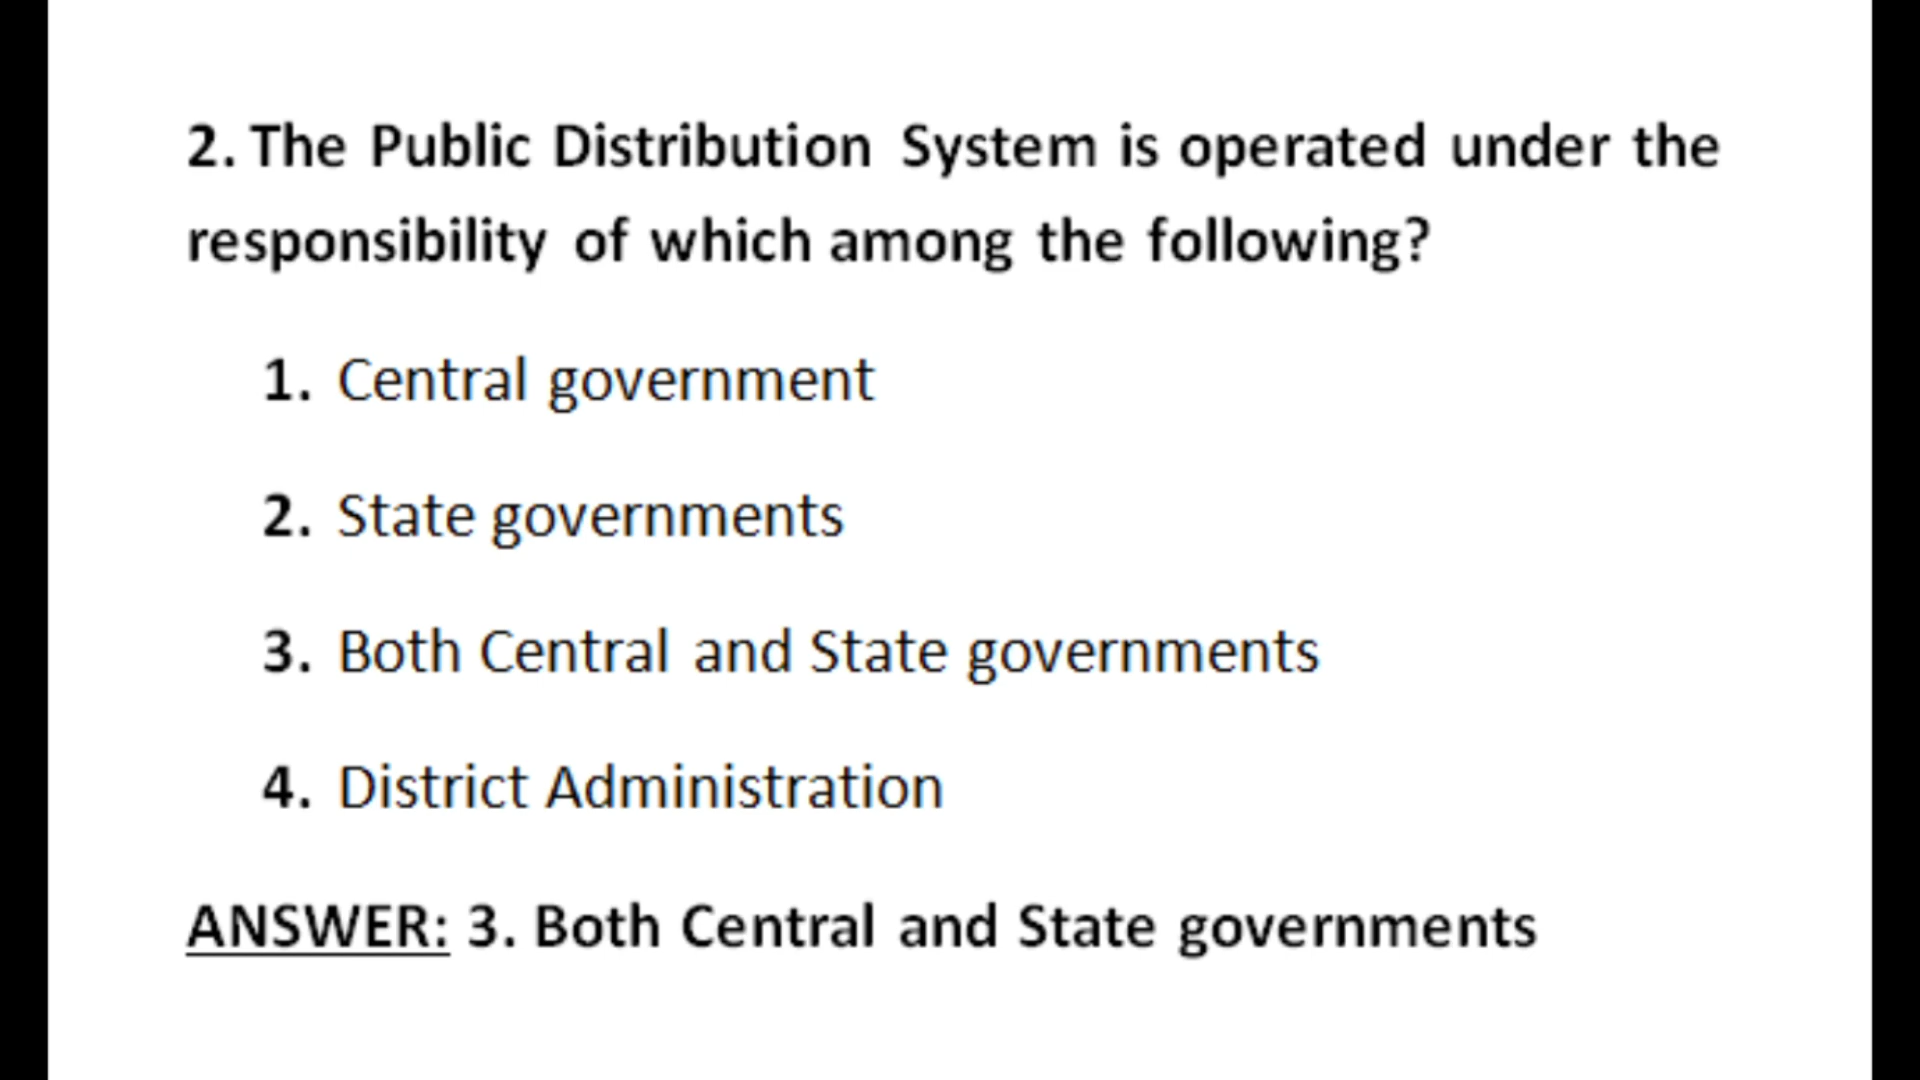 2. The Public Distribution System is operated under the
responsibility of which among the following?
1. Central government
2. State governments
3. Both Central and State governments
4. District Administration
ANSWER: 3. Both Central and State governments